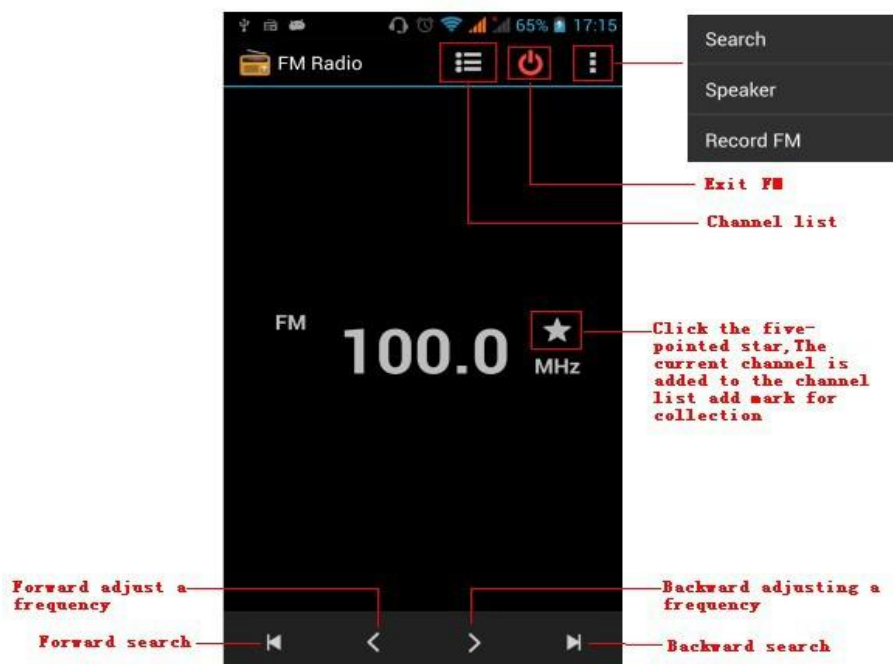 65% 17:15
FM Radio
Search
Speaker
Record FM
Exit FM
Channel list
FM
100.0
MHz
Click the five-
pointed star,The
current channel is
added to the channel
list add mark for
collection
Forward adjust a
frequency
Backward adjusting a
frequency
Forward search
Backward search